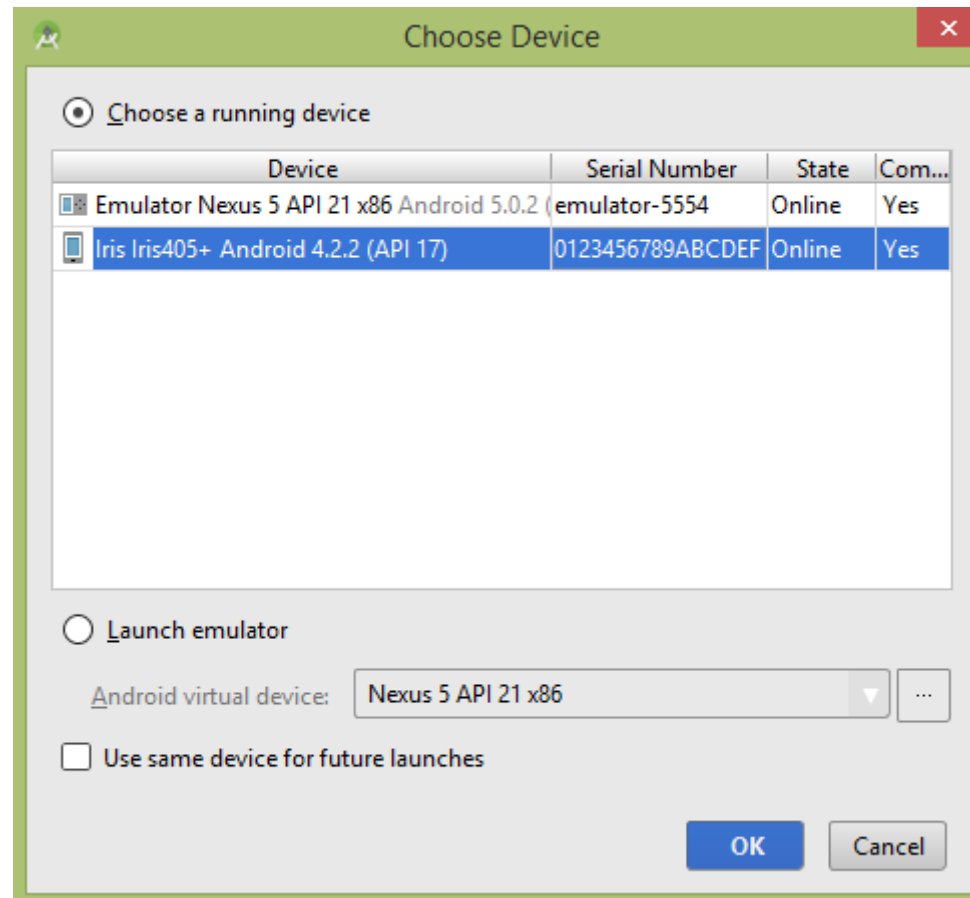 Choose Device
Choose a running device
Device Serial Number State Com...
Emulator Nexus 5 API 21 x86 Android 5.0.2 ( emulator-5554 Online Yes
Iris Iris405+ Android 4.2.2 (API 17) 0123456789ABCDEF Online Yes
Launch emulator
Android virtual device: Nexus 5 API 21 x86 ...
Use same device for future launches
OK Cancel